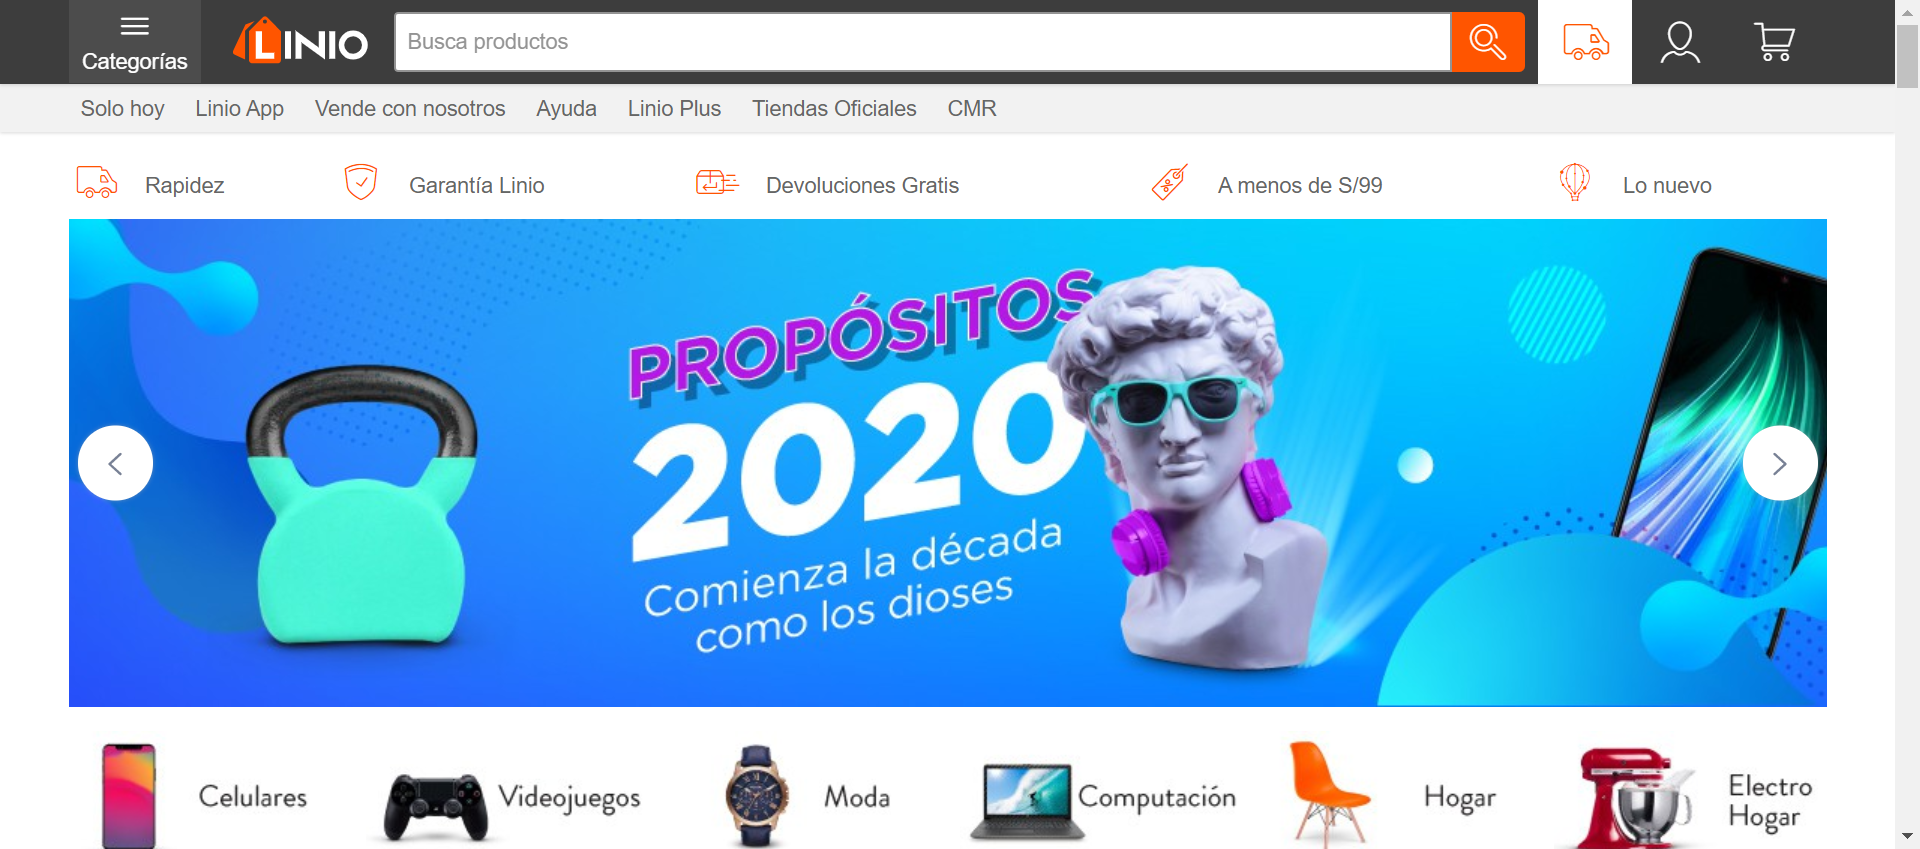 Categorías
LINIO
Busca productos
Solo hoy
Linio App
Vende con nosotros
Ayuda
Linio Plus
Tiendas Oficiales
CMR
Rapidez
Garantía Linio
Devoluciones Gratis
A menos de S/99
Lo nuevo
PROPÓSITOS
2020
Comienza la década
como los dioses
Celulares
Videojuegos
Moda
Computación
Hogar
Electro
Hogar